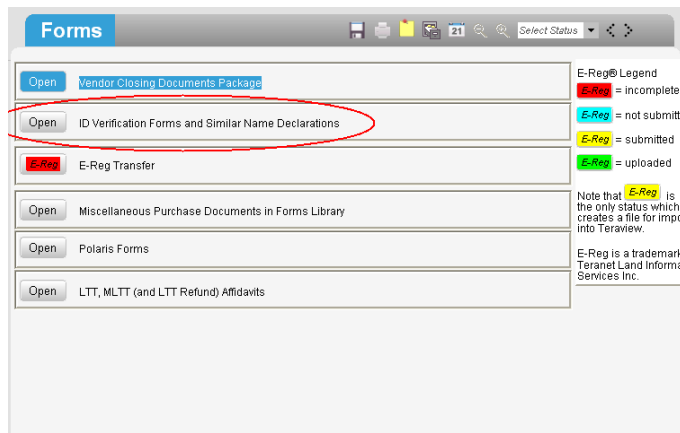 Forms
21
Select Status
Open Vendor Closing Documents Package
Open ID Verification Forms and Similar Name Declarations
E-Reg E-Reg Transfer
Open Miscellaneous Purchase Documents in Forms Library
Open Polaris Forms
Open LTT, MLTT (and LTT Refund) Affidavits
E-Reg® Legend
E-Reg = incomplete
E-Reg = not submitt
E-Reg = submitted
E-Reg = uploaded
Note that E-Reg is
the only status which
creates a file for impo
into Teraview.
E-Reg is a trademark
Teranet Land Informa
Services Inc.